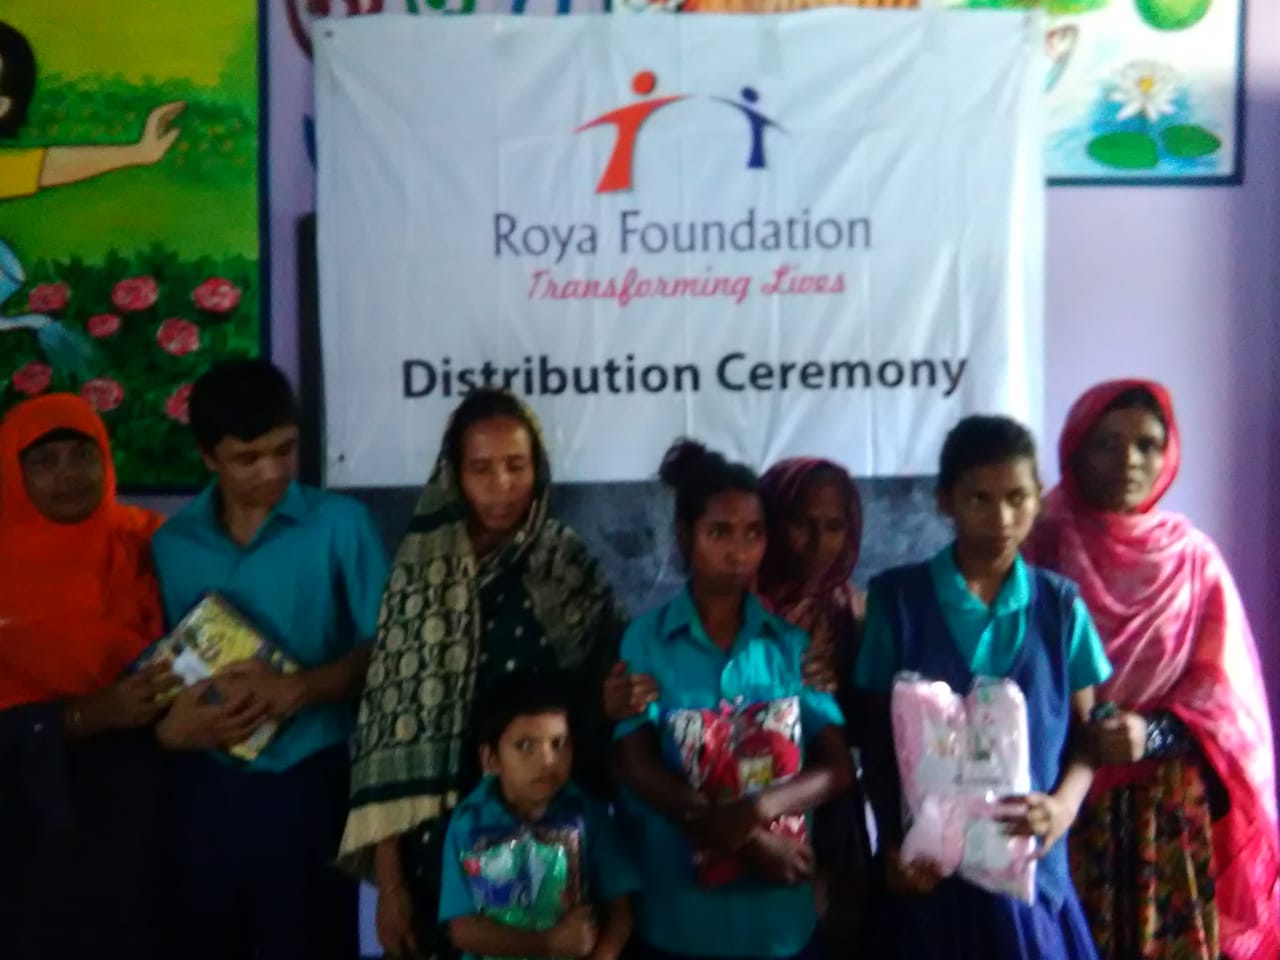 Roya Foundation
Transforming Lives
Distribution Ceremony